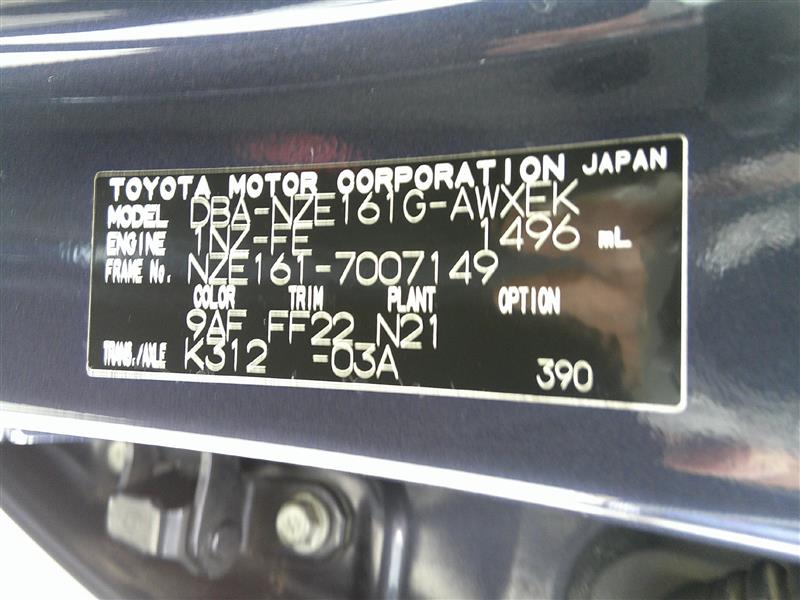 TOYOTA MOTOR CORPORATION JAPAN
MODEL DBA-NZE161G-AWXEK
ENGINE 1NZ-FE 1496 mL
FRAME No. NZE161-7007149
COLOR TRIM PLANT OPTION
9AF FF22 N21
TRANS./AXLE K312 -03A 390